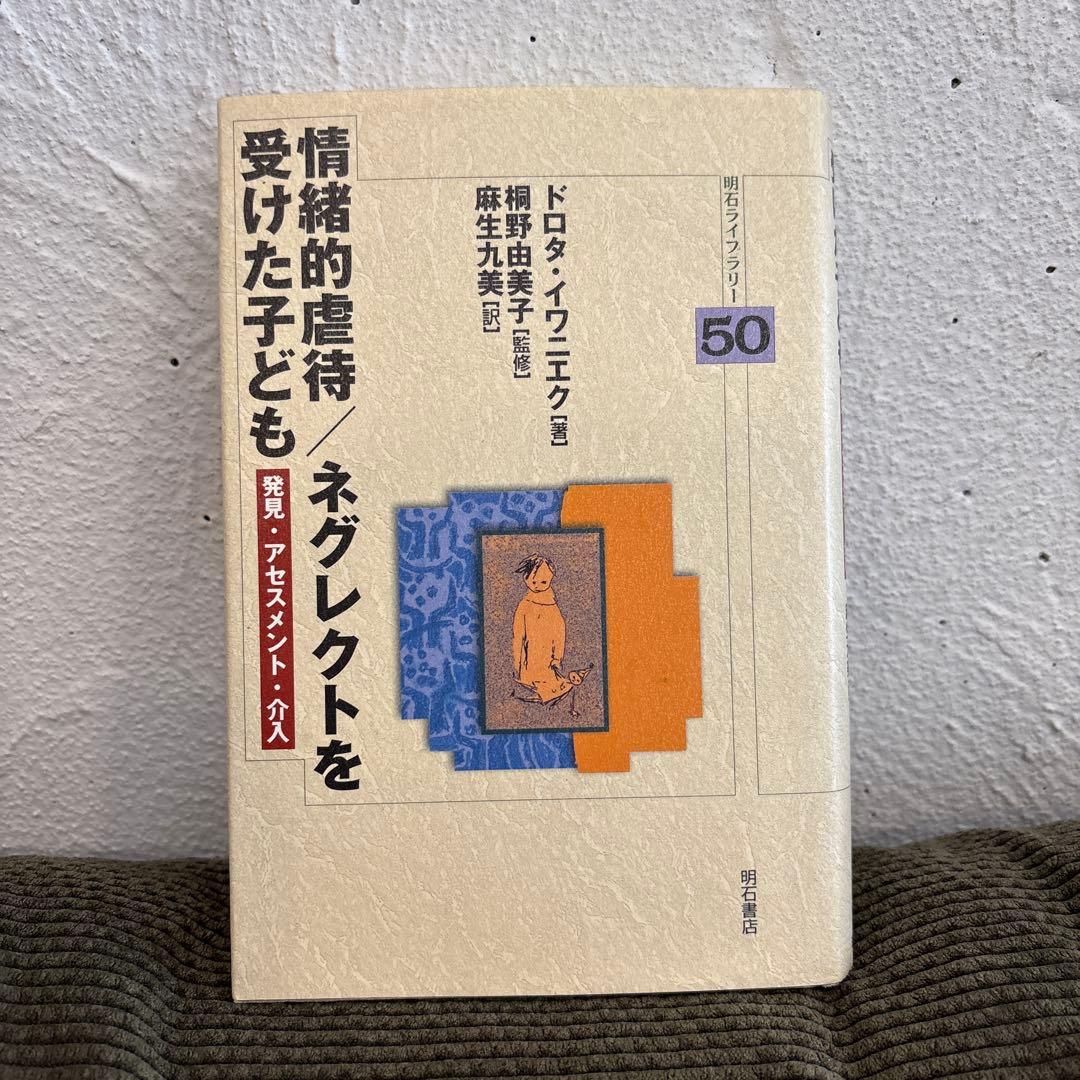 明石ライブラリー
50
ドロタ・イワニエク[著]
桐野由美子[監修]
麻生九美[訳]
情緒的虐待／ネグレクトを
受けた子ども
発見・アセスメント・介入
明石書店